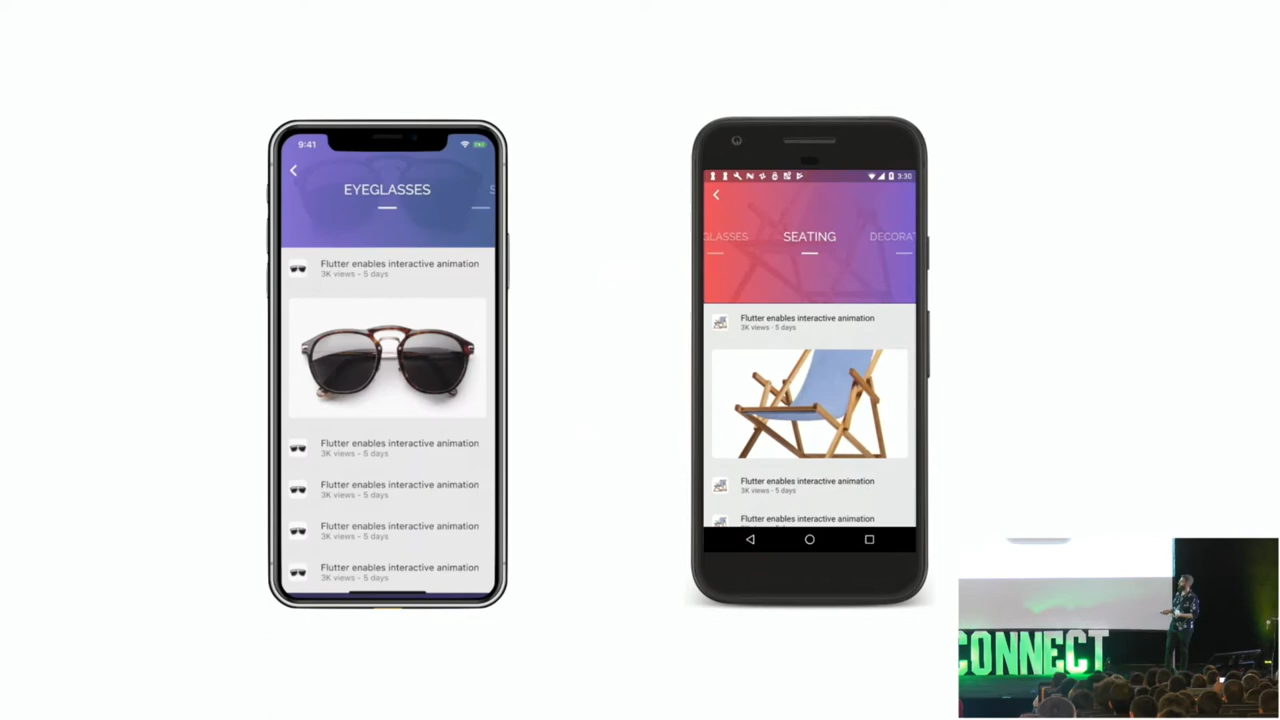 9:41
EYEGLASSES
S
Flutter enables interactive animation
3K views - 5 days
Flutter enables interactive animation
3K views - 5 days
Flutter enables interactive animation
3K views - 5 days
Flutter enables interactive animation
3K views - 5 days
Flutter enables interactive animation
3K views - 5 days
3:30
GLASSES SEATING DECORAT
Flutter enables interactive animation
3K views - 5 days
Flutter enables interactive animation
3K views - 5 days
Flutter enables interactive animation
CONNECT